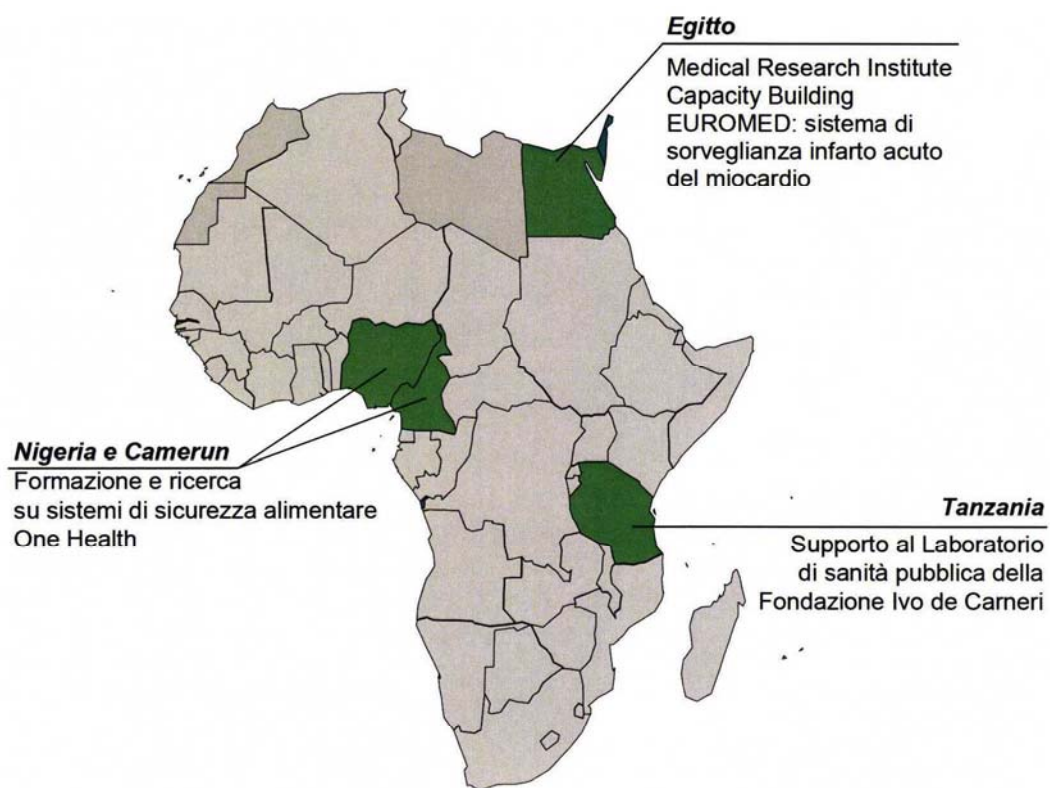 Egitto
Medical Research Institute
Capacity Building
EUROMED: sistema di
sorveglianza infarto acuto
del miocardio
Nigeria e Camerun
Formazione e ricerca
su sistemi di sicurezza alimentare
One Health
Tanzania
Supporto al Laboratorio
di sanità pubblica della
Fondazione Ivo de Carneri